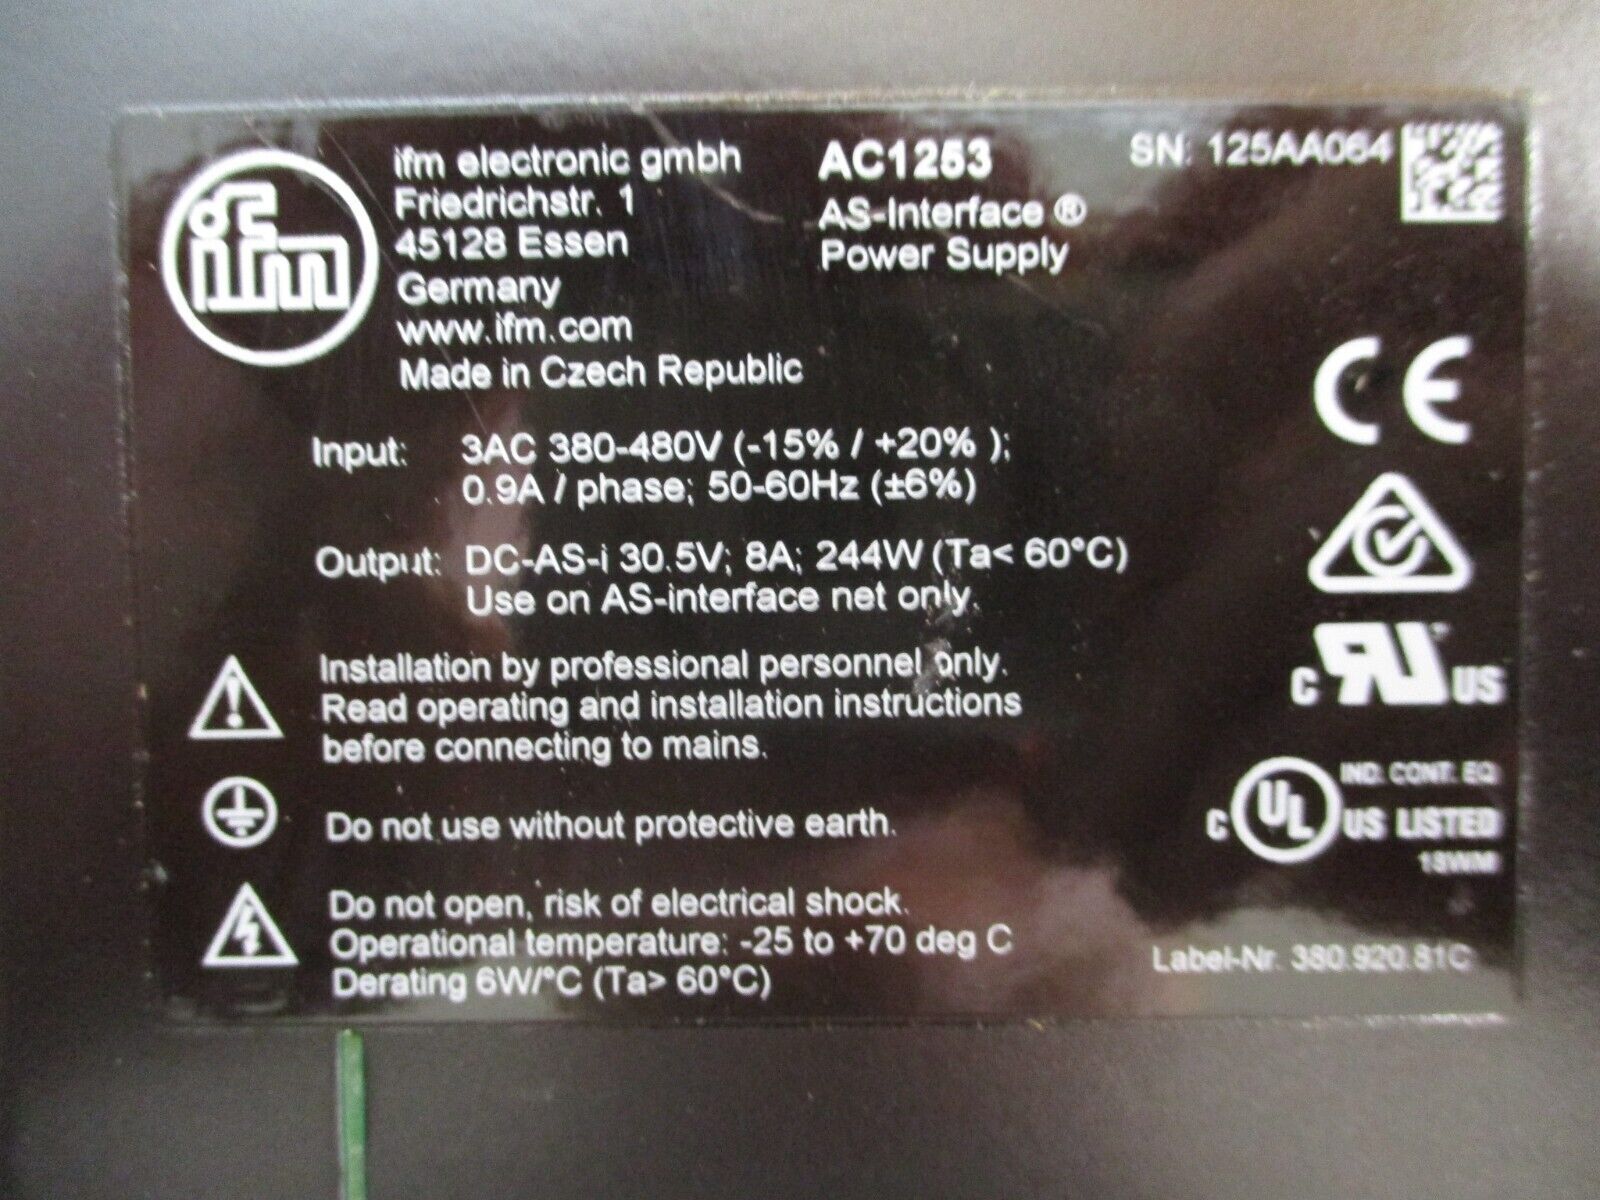 ifm
ifm electronic gmbh
Friedrichstr. 1
45128 Essen
Germany
www.ifm.com
Made in Czech Republic
AC1253
AS-Interface ®
Power Supply
SN: 125AA064
Input: 3AC 380-480V (-15% / +20% );
0.9A / phase; 50-60Hz (±6%)
Output: DC-AS-i 30.5V; 8A; 244W (Ta< 60°C)
Use on AS-interface net only.
Installation by professional personnel only.
Read operating and installation instructions
before connecting to mains.
Do not use without protective earth.
Do not open, risk of electrical shock.
Operational temperature: -25 to +70 deg C
Derating 6W/°C (Ta> 60°C)
CE
c RU US
IND. CONT. EQ
c UL US LISTED
18WM
Label-Nr. 380.920.81C